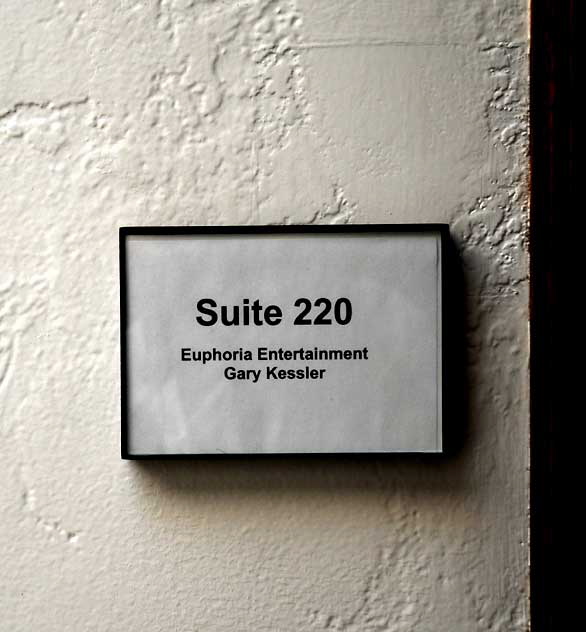 Suite 220
Euphoria Entertainment
Gary Kessler